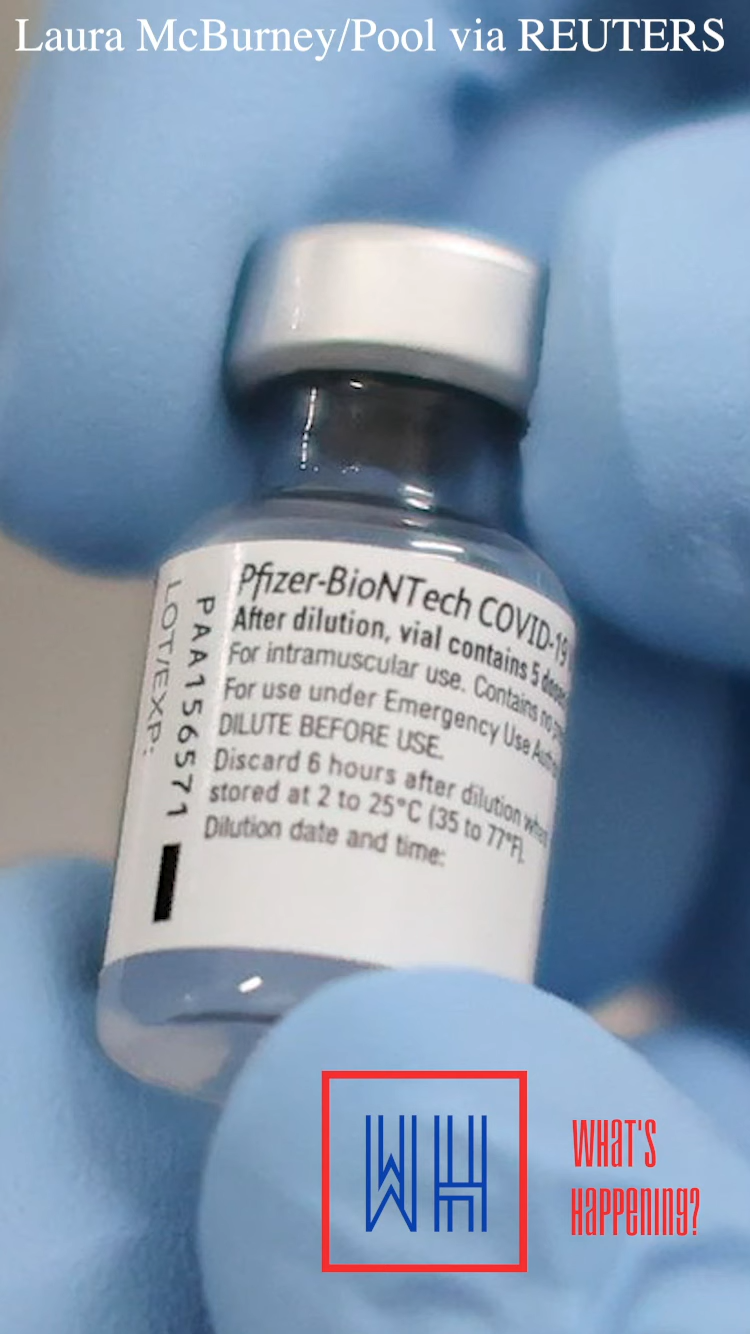 Laura McBurney/Pool via REUTERS
Pfizer-BioNTech COVID-19
After dilution, vial contains 5
For intramuscular use. Contains no
For use under Emergency Use
DILUTE BEFORE USE.
Discard 6 hours after dilution when
stored at 2 to 25°C (35 to 77°F).
Dilution date and time:
PAA156571
LOT/EXP:
WH
WHAT'S
HAPPENING?